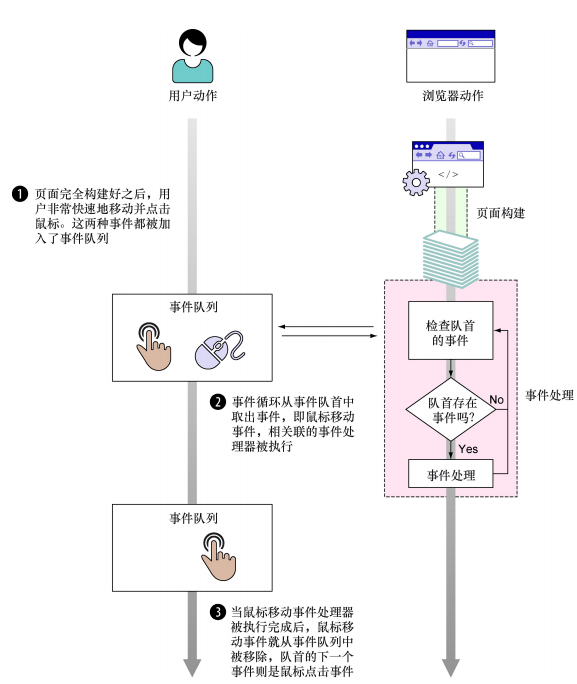 用户动作
浏览器动作
</>
❶ 页面完全构建好之后，用
户非常快速地移动并点击
鼠标。这两种事件都被加
入了事件队列
页面构建
事件队列
检查队首
的事件
❷ 事件循环从事件队首中
取出事件，即鼠标移动
事件，相关联的事件处
理器被执行
队首存在
事件吗？
No
事件处理
Yes
事件处理
事件队列
❸ 当鼠标移动事件处理器
被执行完成后，鼠标移
动事件就从事件队列中
被移除，队首的下一个
事件则是鼠标点击事件